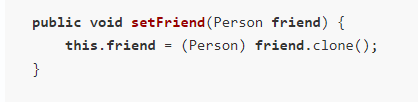 public void setFriend(Person friend) {
    this.friend = (Person) friend.clone();
}